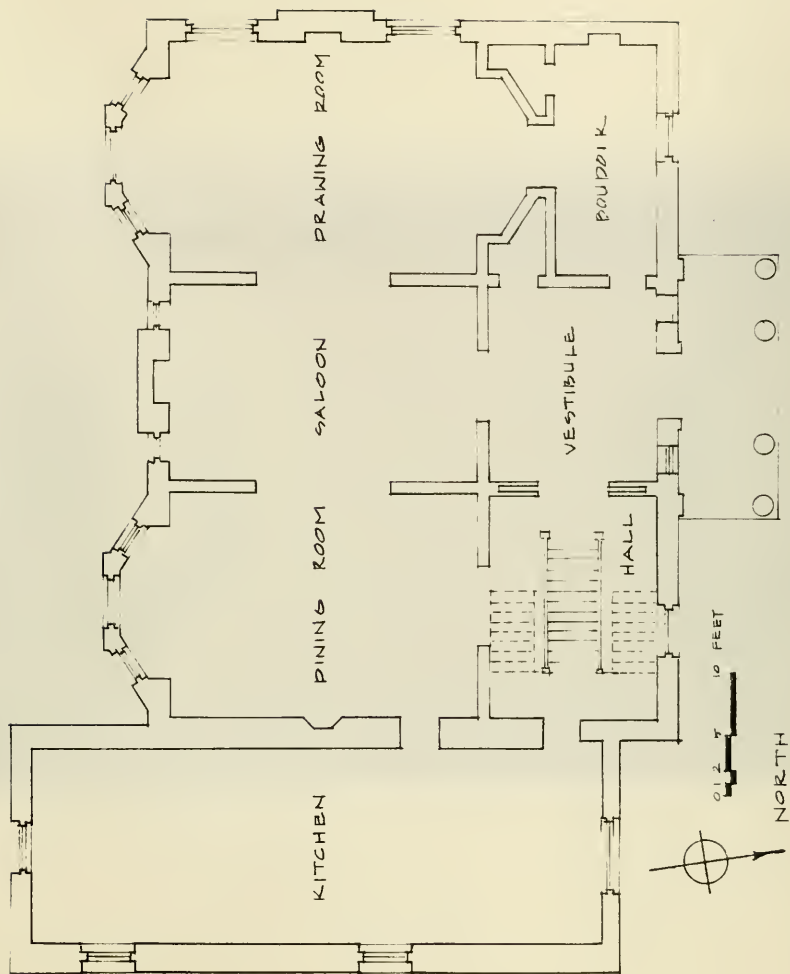 DRAWING ROOM
SALOON
DINING ROOM
KITCHEN
BOUDOIR
VESTIBULE
HALL
0 1 2 5 10 FEET
NORTH